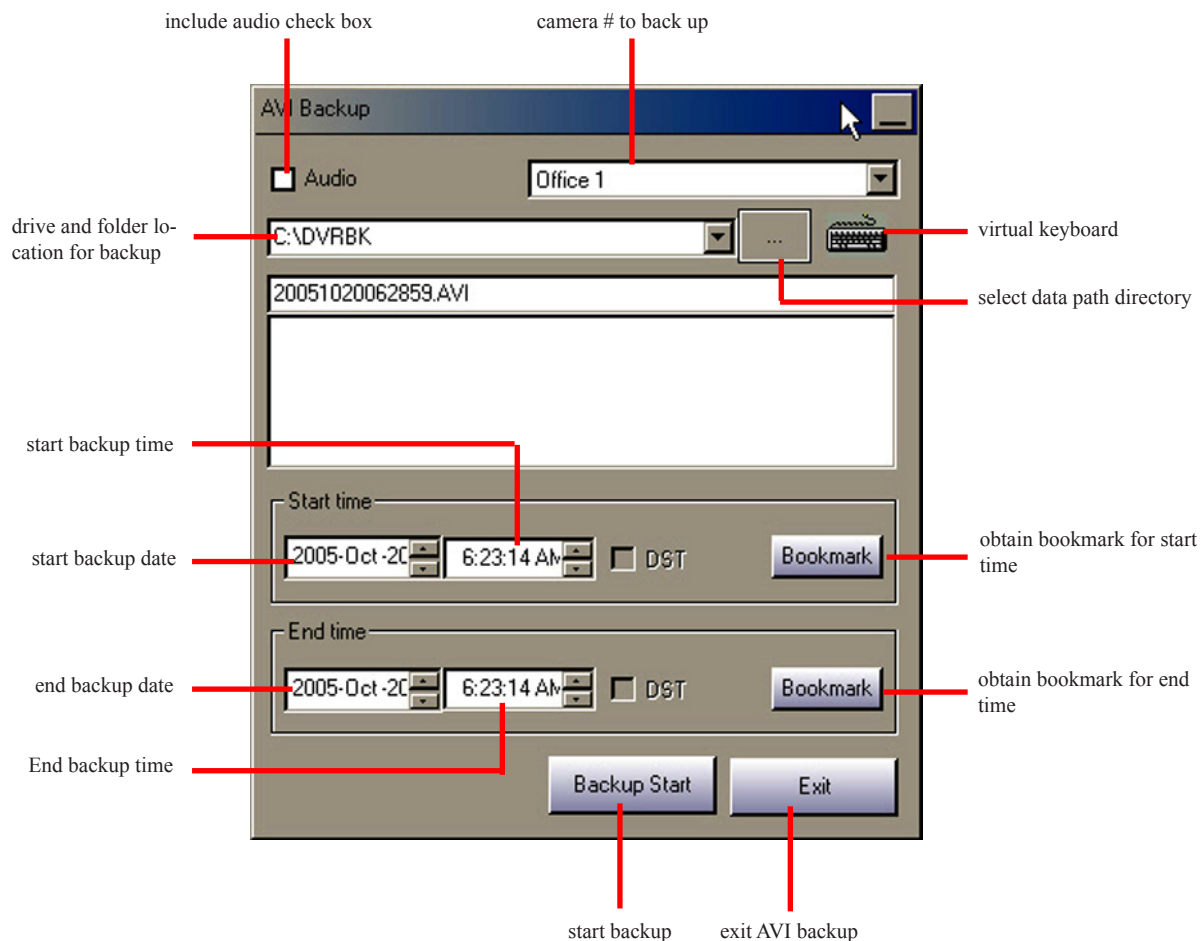 include audio check box
camera # to back up
AVI Backup
Audio
Office 1
drive and folder lo-
cation for backup
C:\DVRBK
...
virtual keyboard
20051020062859.AVI
select data path directory
start backup time
Start time
start backup date
2005-Oct-20
6:23:14 AM
DST
Bookmark
obtain bookmark for start
time
End time
end backup date
2005-Oct-20
6:23:14 AM
DST
Bookmark
obtain bookmark for end
time
End backup time
Backup Start
Exit
start backup
exit AVI backup